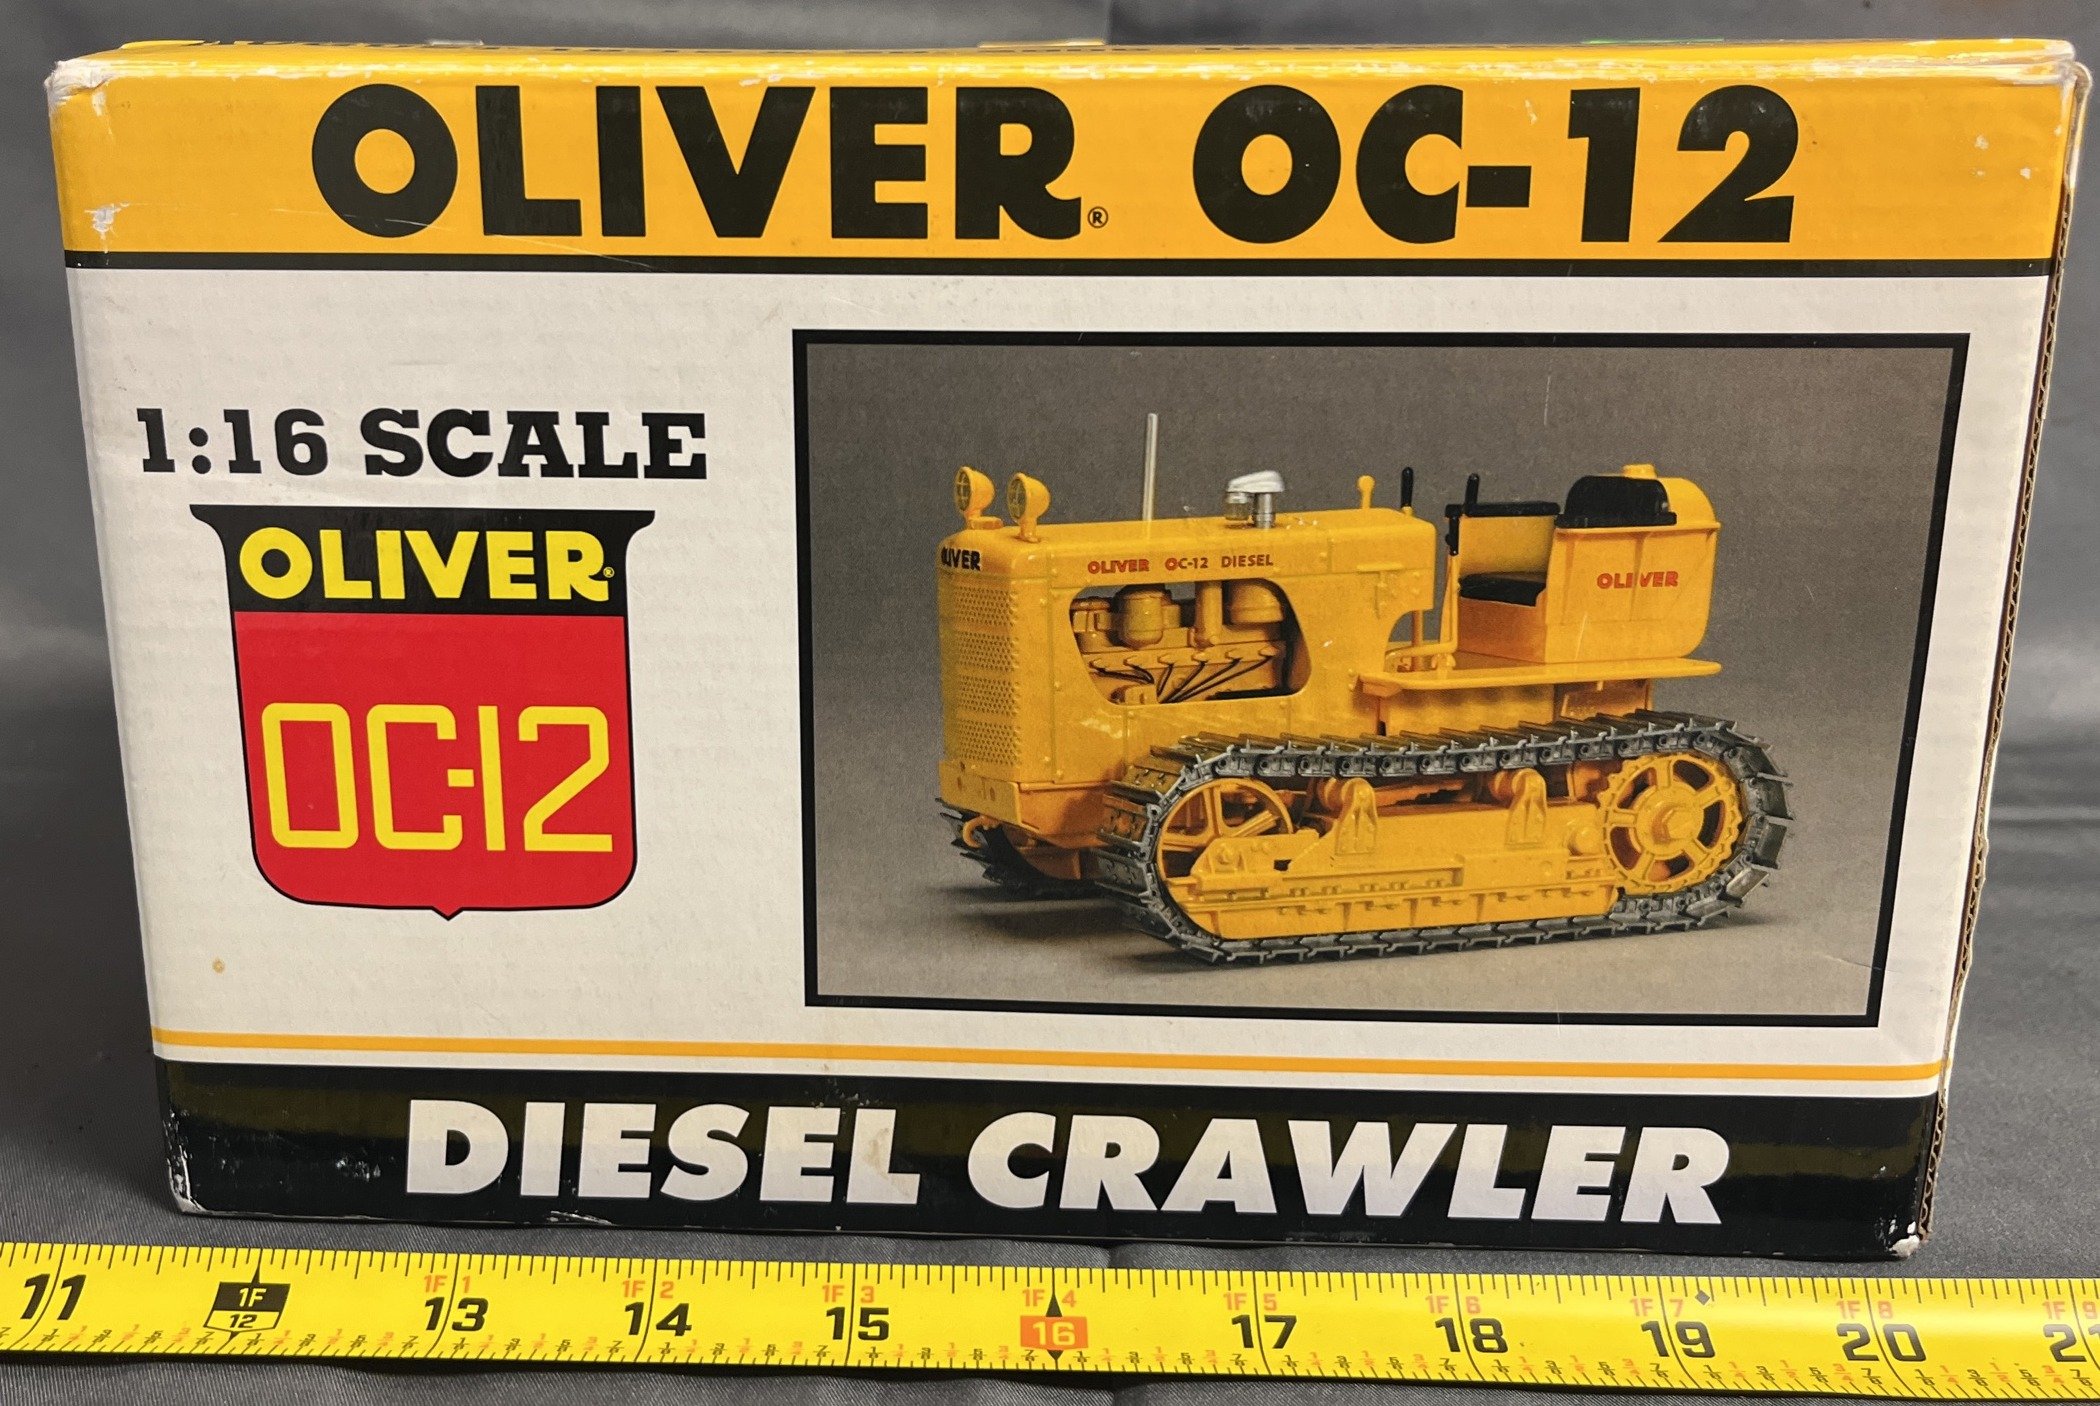 OLIVER® OC-12
1:16 SCALE
OLIVER®
OC-12
OLIVER
OLIVER OC-12 DIESEL
OLIVER
DIESEL CRAWLER
1F 1 1F 2 1F 3 1F 4 1F 5 1F 6 1F 7 1F 8 1F 9
11 1F 12 13 14 15 16 17 18 19 20